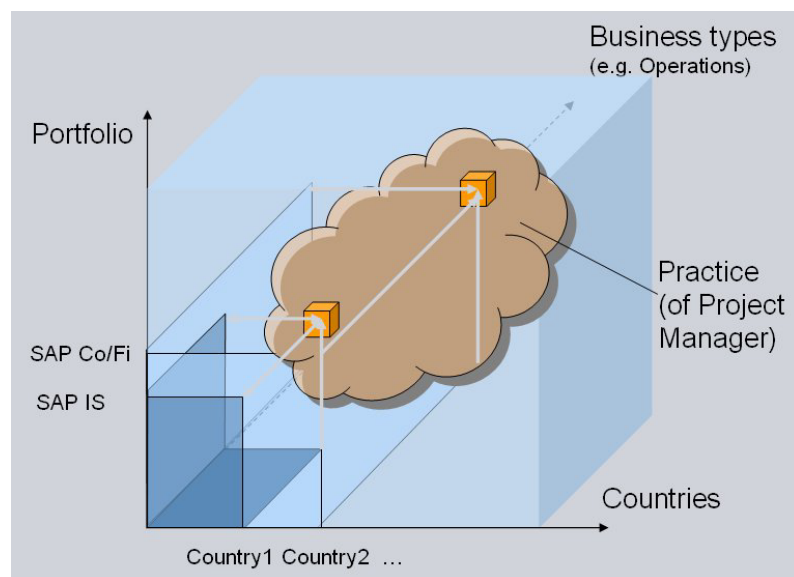 Business types
(e.g. Operations)
Portfolio
Practice
(of Project
Manager)
SAP Co/Fi
SAP IS
Countries
Country1 Country2 ...